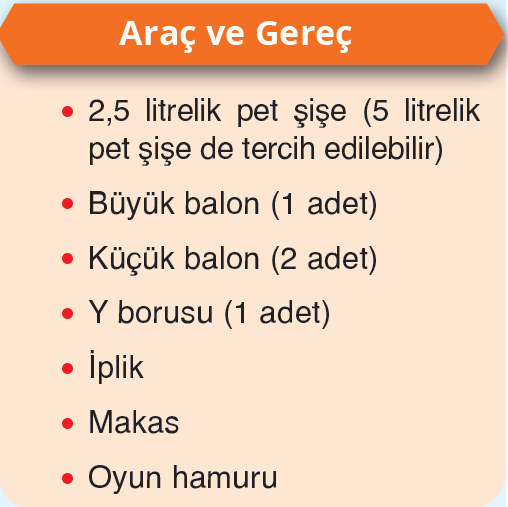 Araç ve Gereç
• 2,5 litrelik pet şişe (5 litrelik
pet şişe de tercih edilebilir)
• Büyük balon (1 adet)
• Küçük balon (2 adet)
• Y borusu (1 adet)
• İplik
• Makas
• Oyun hamuru